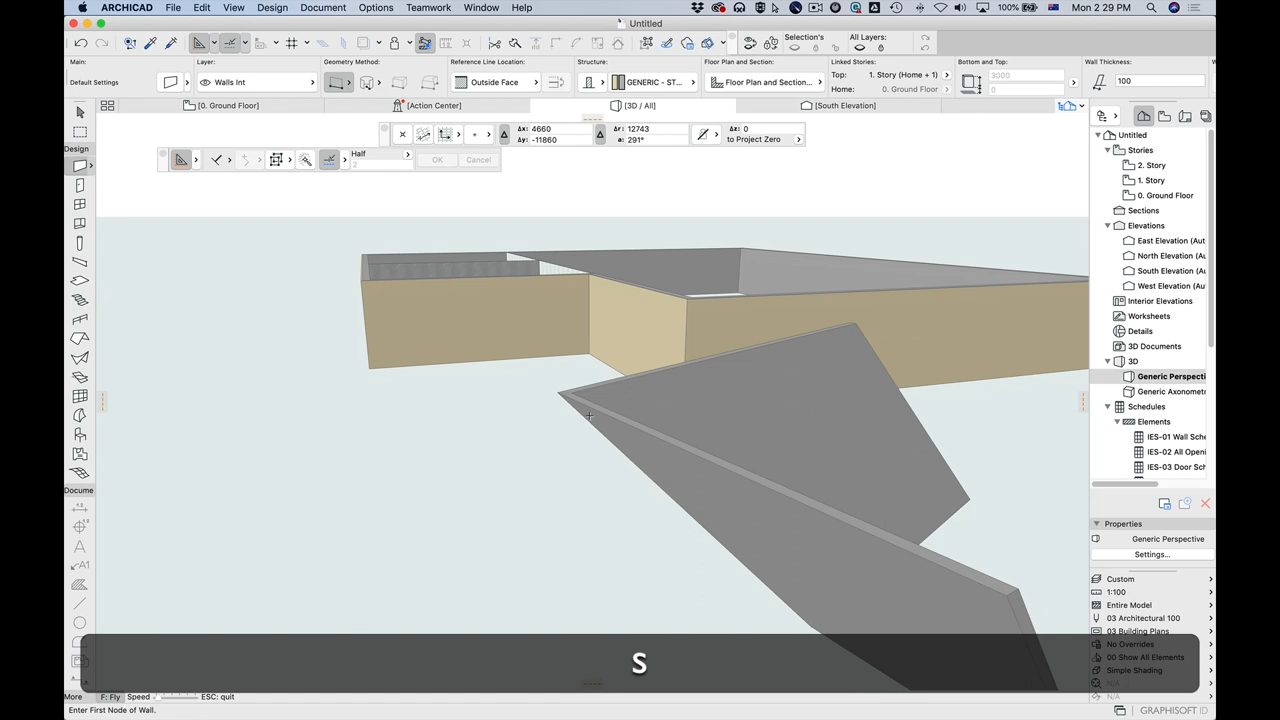 ARCHICAD File Edit View Design Document Options Teamwork Window Help 100% Mon 2:29 PM
Untitled
Selection's
All Layers:
Main: Layer: Geometry Method: Reference Line Location: Structure: Floor Plan and Section: Linked Stories: Bottom and Top: Wall Thickness:
Default Settings Walls Int Outside Face GENERIC - ST... Floor Plan and Section... Top: 1. Story (Home + 1) 3000 100
Home: 0. Ground Floor 0
[0. Ground Floor] [Action Center] [3D / All] [South Elevation]
Δx: 4660 Δr: 12743 Δz: 0
Δy: -11860 a: 291° to Project Zero
Half
2
OK Cancel
Design
Docume
More
Untitled
Stories
2. Story
1. Story
0. Ground Floor
Sections
Elevations
East Elevation (Aut
North Elevation (Au
South Elevation (Au
West Elevation (Au
Interior Elevations
Worksheets
Details
3D Documents
3D
Generic Perspecti
Generic Axonomet
Schedules
Elements
IES-01 Wall Sche
IES-02 All Openi
IES-03 Door Sch
Properties
Generic Perspective
Settings...
Custom
1:100
Entire Model
03 Architectural 100
03 Building Plans
No Overrides
00 Show All Elements
Simple Shading
N/A
N/A
S
F: Fly Speed ESC: quit
Enter First Node of Wall.
GRAPHISOFT ID